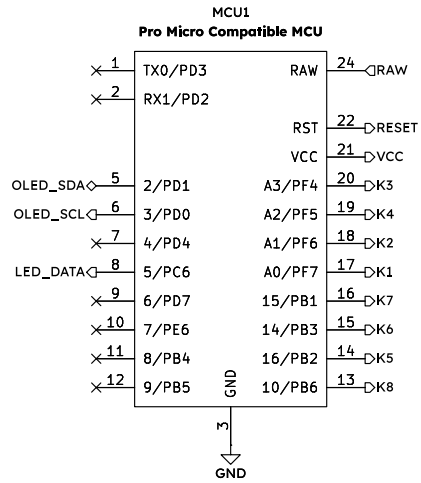 MCU1
Pro Micro Compatible MCU
1 TX0/PD3 RAW 24 RAW
2 RX1/PD2
RST 22 RESET
VCC 21 VCC
OLED_SDA 5 2/PD1 A3/PF4 20 K3
OLED_SCL 6 3/PD0 A2/PF5 19 K4
7 4/PD4 A1/PF6 18 K2
LED_DATA 8 5/PC6 A0/PF7 17 K1
9 6/PD7 15/PB1 16 K7
10 7/PE6 14/PB3 15 K6
11 8/PB4 16/PB2 14 K5
12 9/PB5 GND 10/PB6 13 K8
3
GND